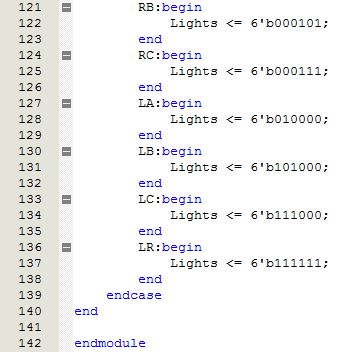 121 RB:begin
122 Lights <= 6'b000101;
123 end
124 RC:begin
125 Lights <= 6'b000111;
126 end
127 LA:begin
128 Lights <= 6'b010000;
129 end
130 LB:begin
131 Lights <= 6'b101000;
132 end
133 LC:begin
134 Lights <= 6'b111000;
135 end
136 LR:begin
137 Lights <= 6'b111111;
138 end
139 endcase
140 end
141
142 endmodule